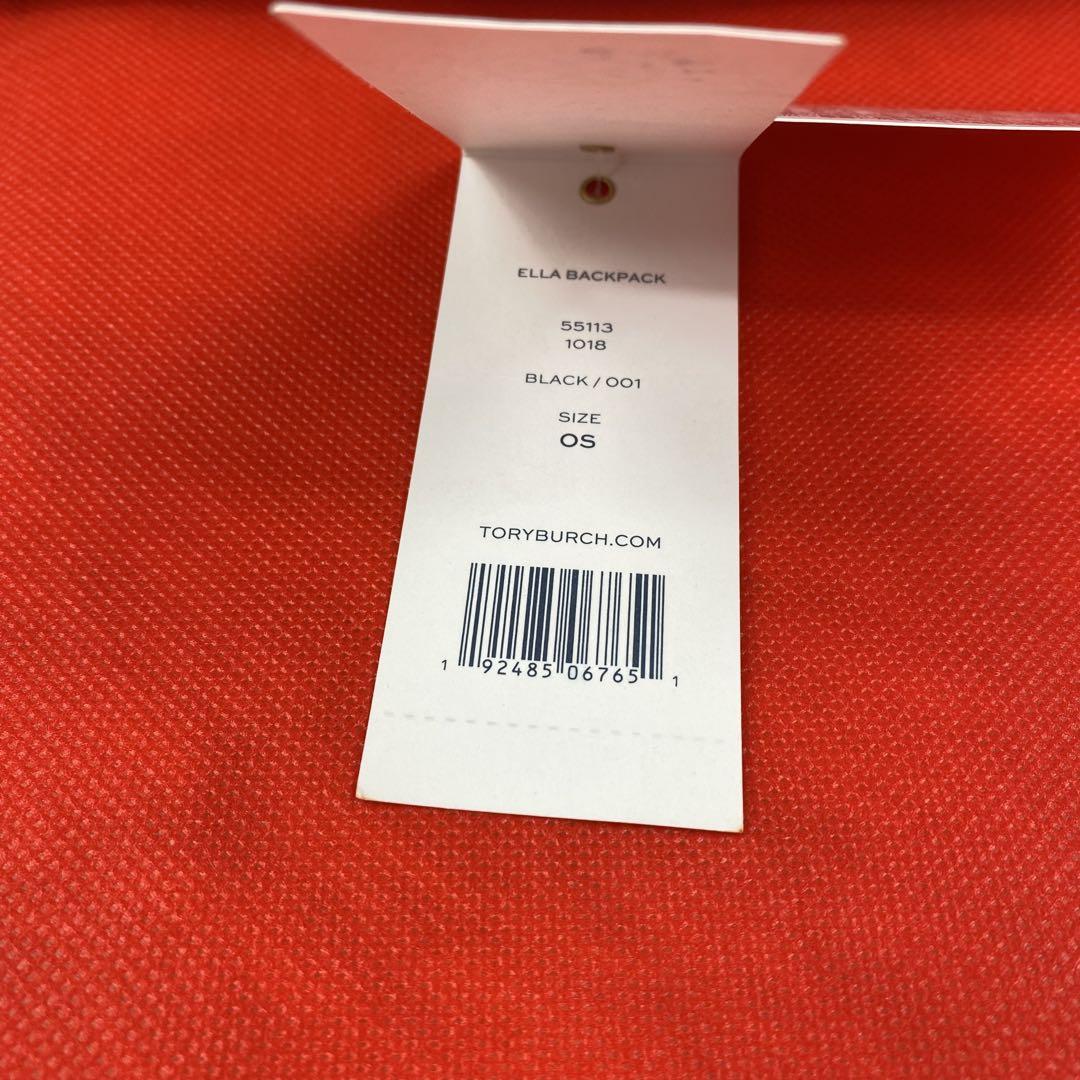 ELLA BACKPACK
55113
1018
BLACK / 001
SIZE
OS
TORYBURCH.COM
1 92485 06765 1